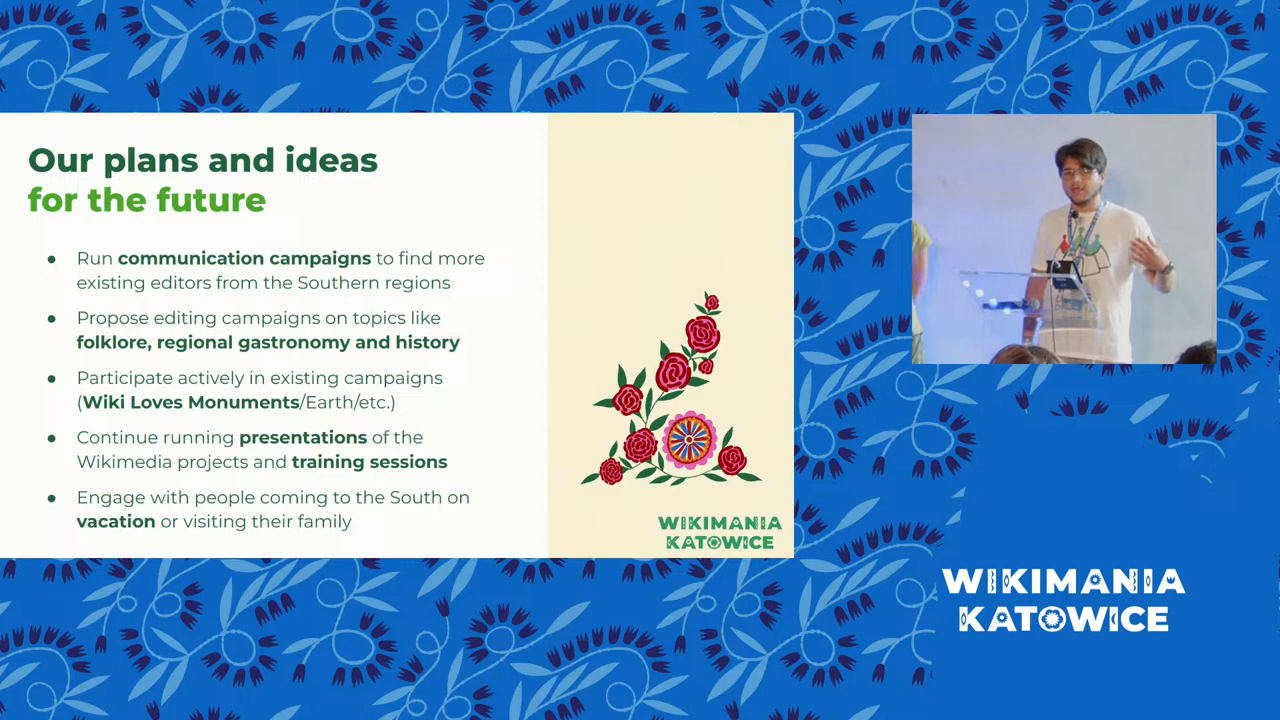 Our plans and ideas
for the future
● Run communication campaigns to find more
existing editors from the Southern regions
● Propose editing campaigns on topics like
folklore, regional gastronomy and history
● Participate actively in existing campaigns
(Wiki Loves Monuments/Earth/etc.)
● Continue running presentations of the
Wikimedia projects and training sessions
● Engage with people coming to the South on
vacation or visiting their family
WIKIMANIA
KATOWICE
WIKIMANIA
KATOWICE